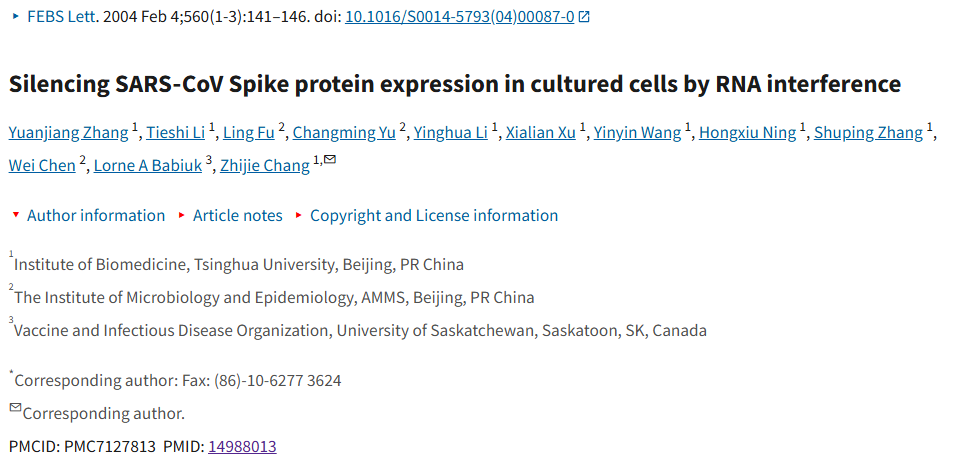 FEBS Lett. 2004 Feb 4;560(1-3):141–146. doi: 10.1016/S0014-5793(04)00087-0
Silencing SARS‐CoV Spike protein expression in cultured cells by RNA interference
Yuanjiang Zhang 1, Tieshi Li 1, Ling Fu 2, Changming Yu 2, Yinghua Li 1, Xialian Xu 1, Yinyin Wang 1, Hongxiu Ning 1, Shuping Zhang 1,
Wei Chen 2, Lorne A Babiuk 3, Zhijie Chang 1,✉
Author information Article notes Copyright and License information
1Institute of Biomedicine, Tsinghua University, Beijing, PR China
2The Institute of Microbiology and Epidemiology, AMMS, Beijing, PR China
3Vaccine and Infectious Disease Organization, University of Saskatchewan, Saskatoon, SK, Canada
*Corresponding author: Fax: (86)-10-6277 3624
✉Corresponding author.
PMCID: PMC7127813 PMID: 14988013